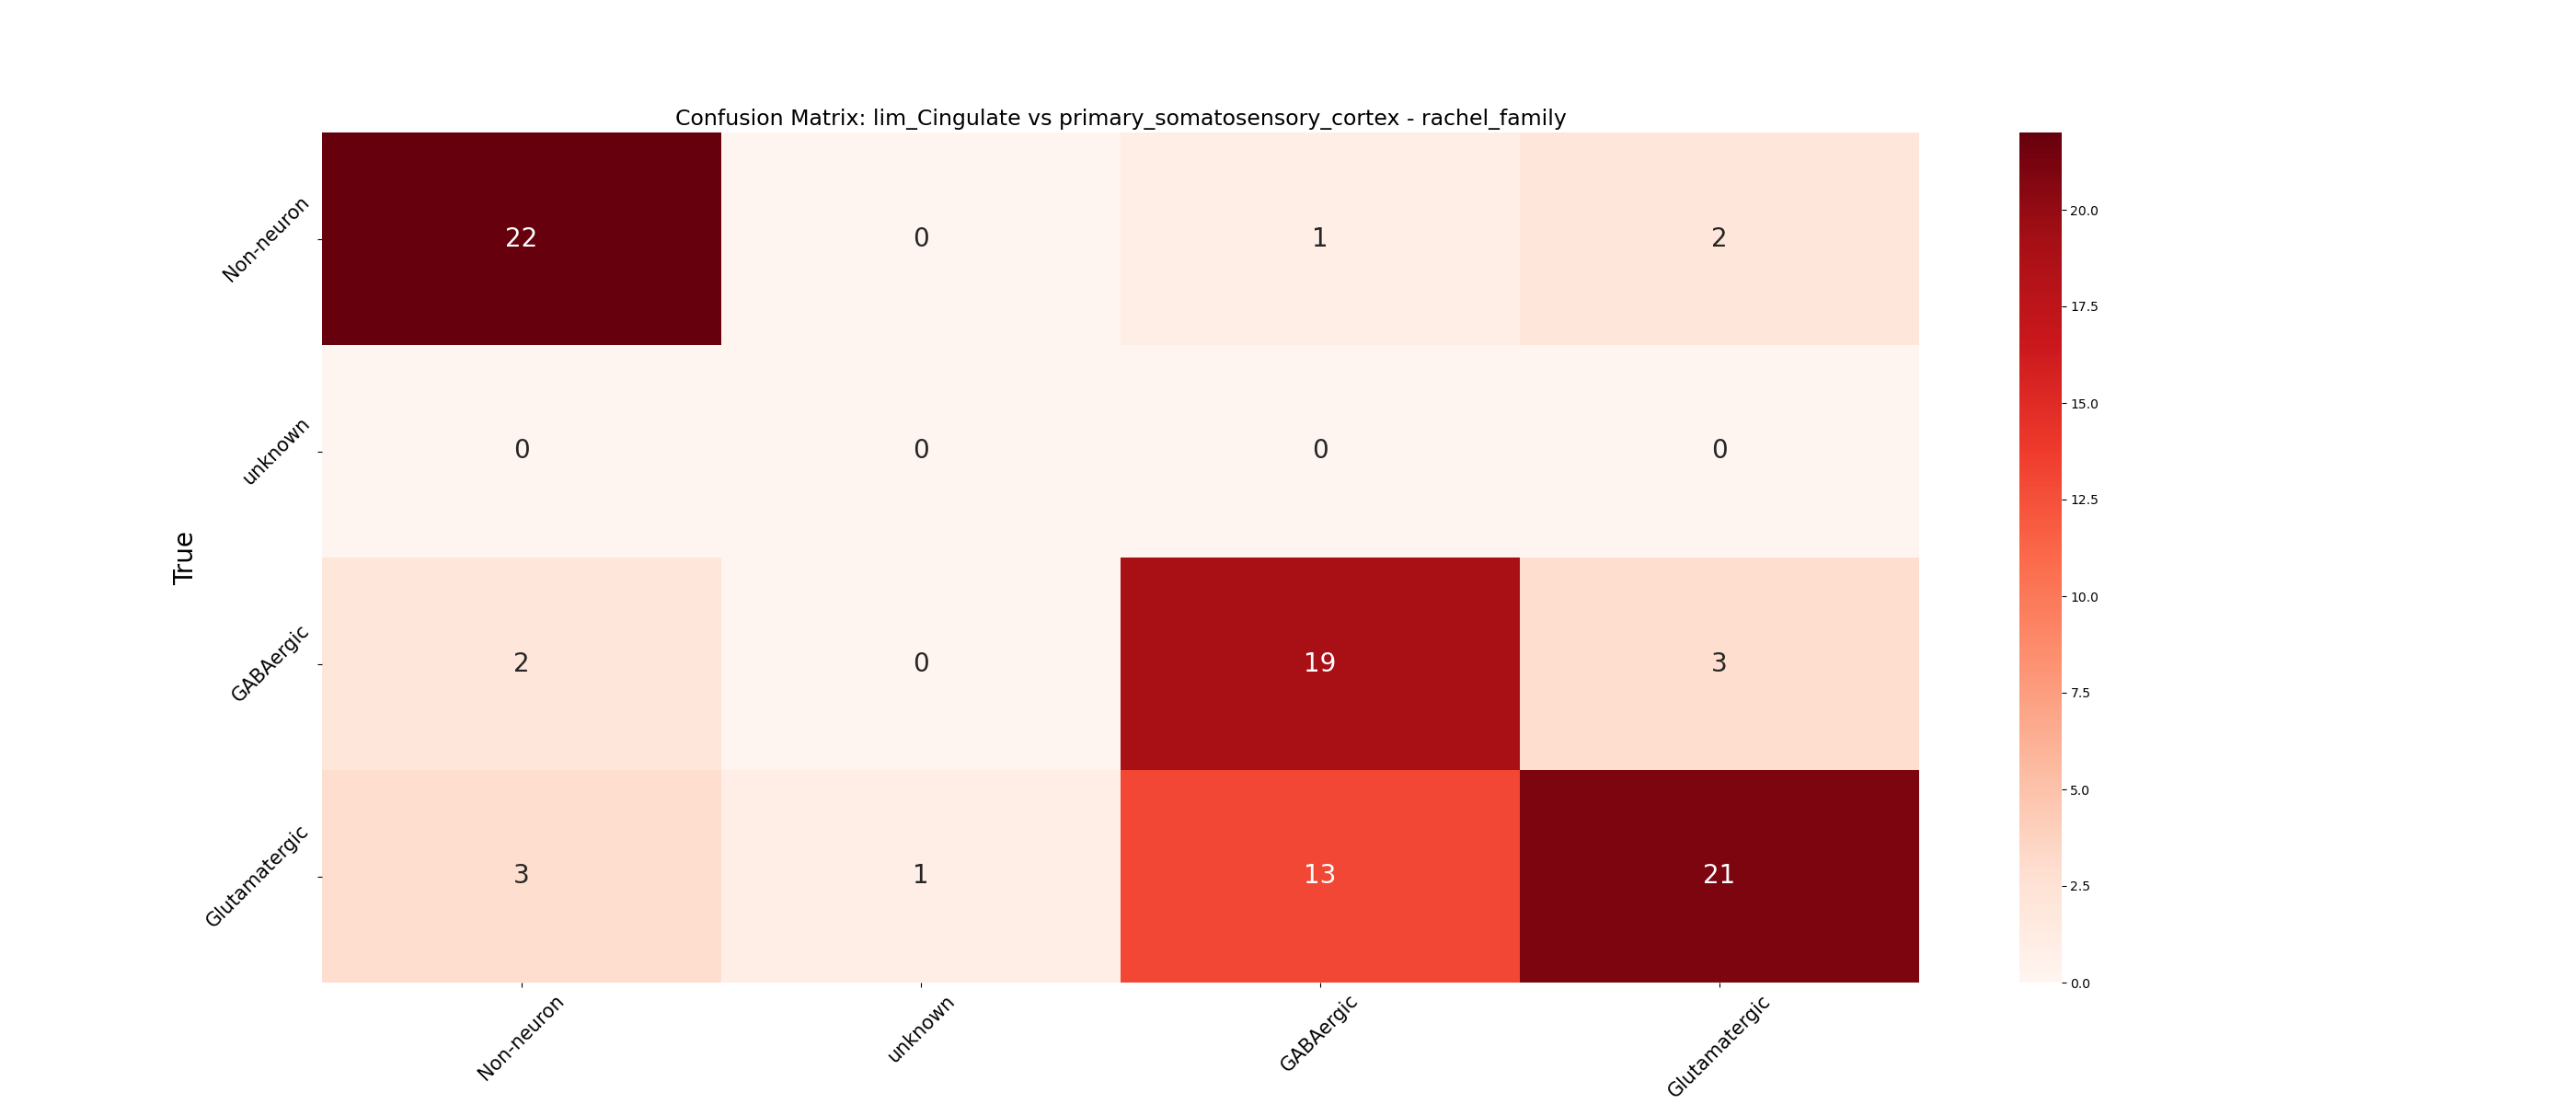 Confusion Matrix: lim_Cingulate vs primary_somatosensory_cortex - rachel_family
True
Non-neuron
22
0
1
2
unknown
0
0
0
0
GABAergic
2
0
19
3
Glutamatergic
3
1
13
21
Non-neuron
unknown
GABAergic
Glutamatergic
20.0
17.5
15.0
12.5
10.0
7.5
5.0
2.5
0.0